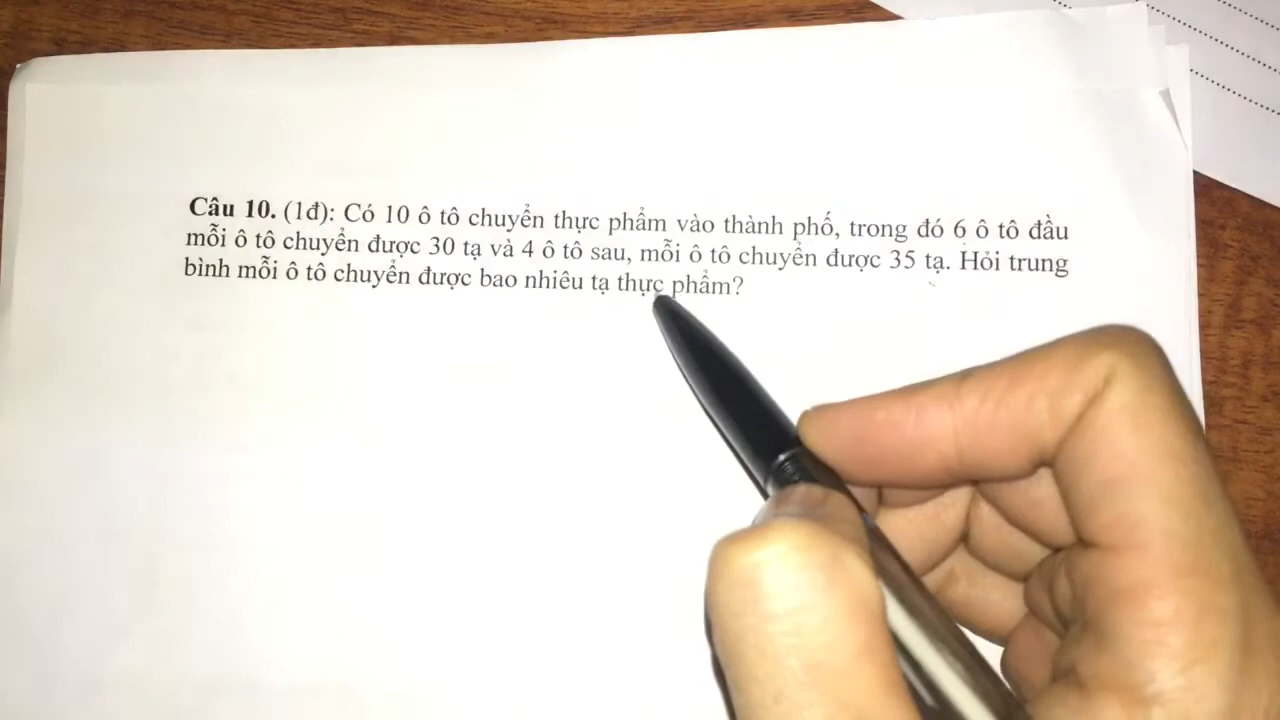 Câu 10. (1đ): Có 10 ô tô chuyển thực phẩm vào thành phố, trong đó 6 ô tô đầu
mỗi ô tô chuyển được 30 tạ và 4 ô tô sau, mỗi ô tô chuyển được 35 tạ. Hỏi trung
bình mỗi ô tô chuyển được bao nhiêu tạ thực phẩm?